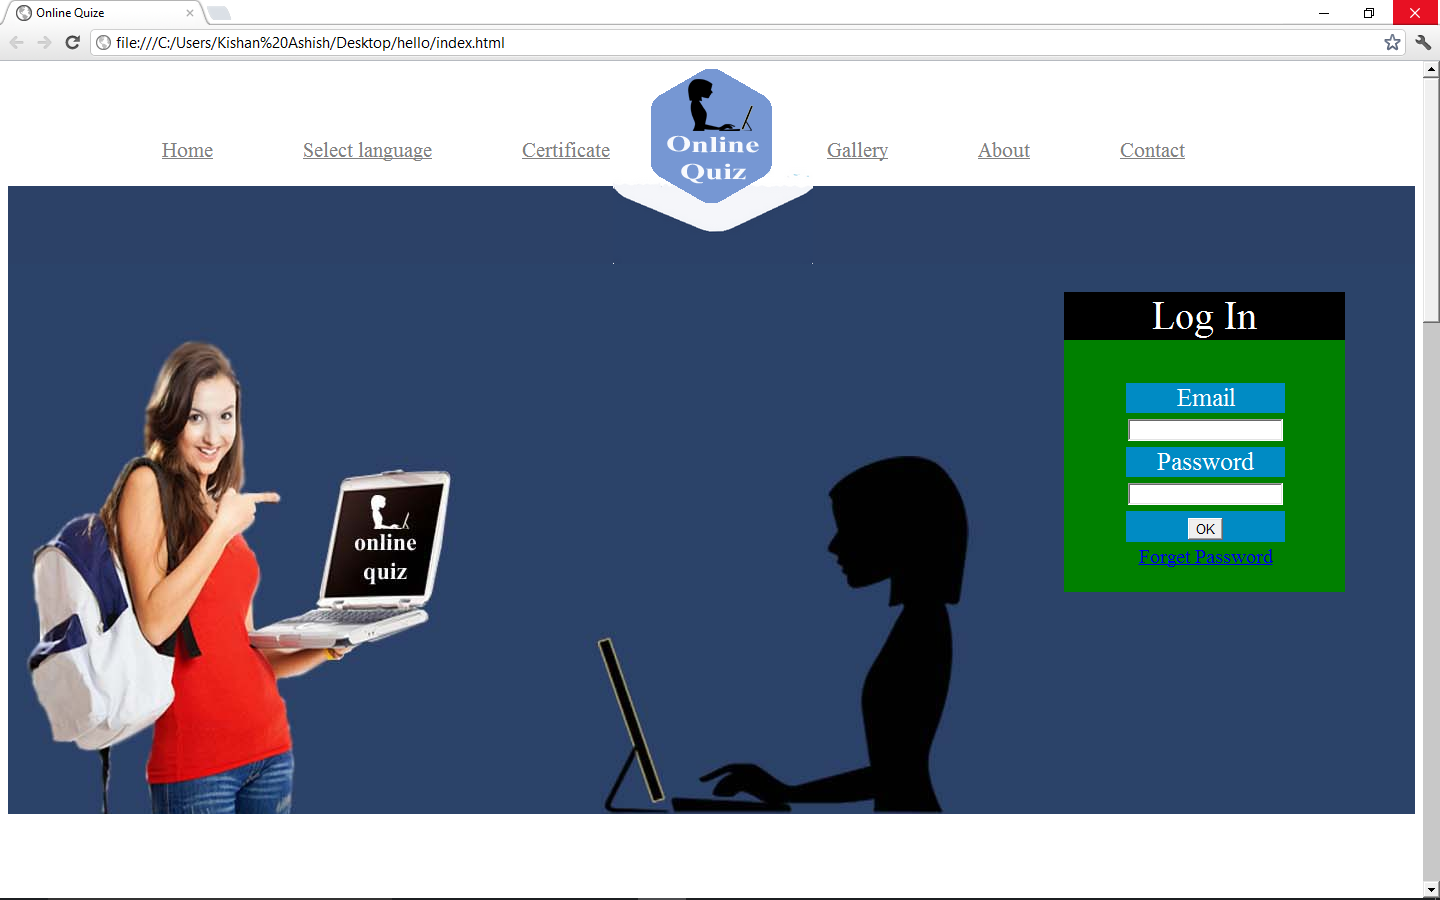 Online Quize
file:///C:/Users/Kishan%20Ashish/Desktop/hello/index.html
Home Select language Certificate Online Quiz Gallery About Contact
Log In
Email
Password
OK
Forget Password
online
quiz